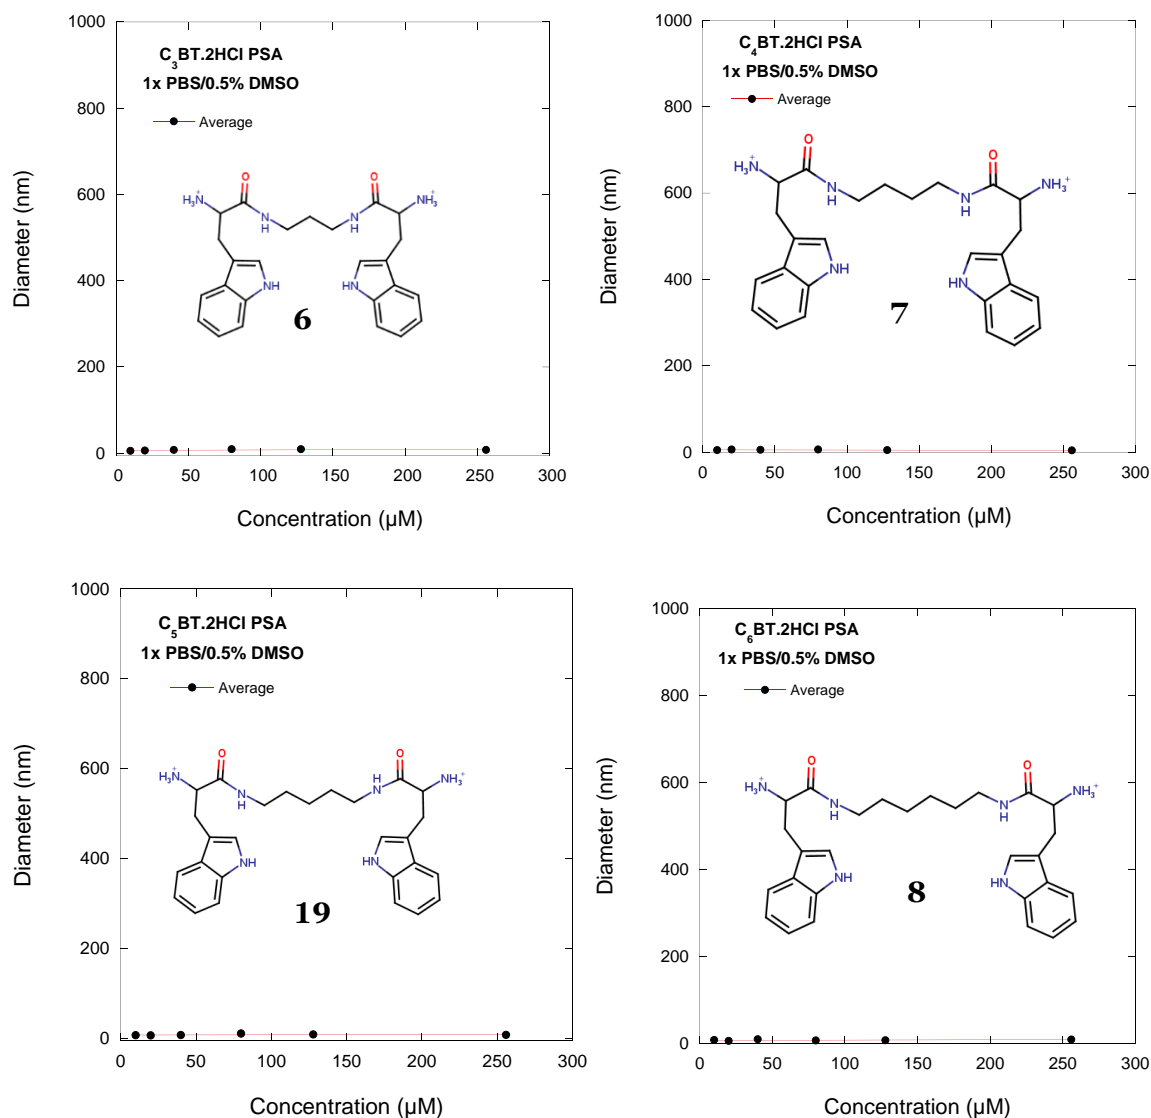 1000
800
600
400
200
0
Diameter (nm)
C₃BT.2HCl PSA
1x PBS/0.5% DMSO
Average
H₃N⁺
O
N
H
O
N
H
NH₃⁺
NH
HN
6
0 50 100 150 200 250 300
Concentration (µM)
1000
800
600
400
200
0
Diameter (nm)
C₄BT.2HCl PSA
1x PBS/0.5% DMSO
Average
H₃N⁺
O
N
H
O
N
H
NH₃⁺
NH
HN
7
0 50 100 150 200 250 300
Concentration (µM)
1000
800
600
400
200
0
Diameter (nm)
C₅BT.2HCl PSA
1x PBS/0.5% DMSO
Average
H₃N⁺
O
N
H
O
H
N
NH₃⁺
NH
HN
19
0 50 100 150 200 250 300
Concentration (µM)
1000
800
600
400
200
0
Diameter (nm)
C₆BT.2HCl PSA
1x PBS/0.5% DMSO
Average
H₃N⁺
O
N
H
O
N
H
NH₃⁺
NH
HN
8
0 50 100 150 200 250 300
Concentration (µM)